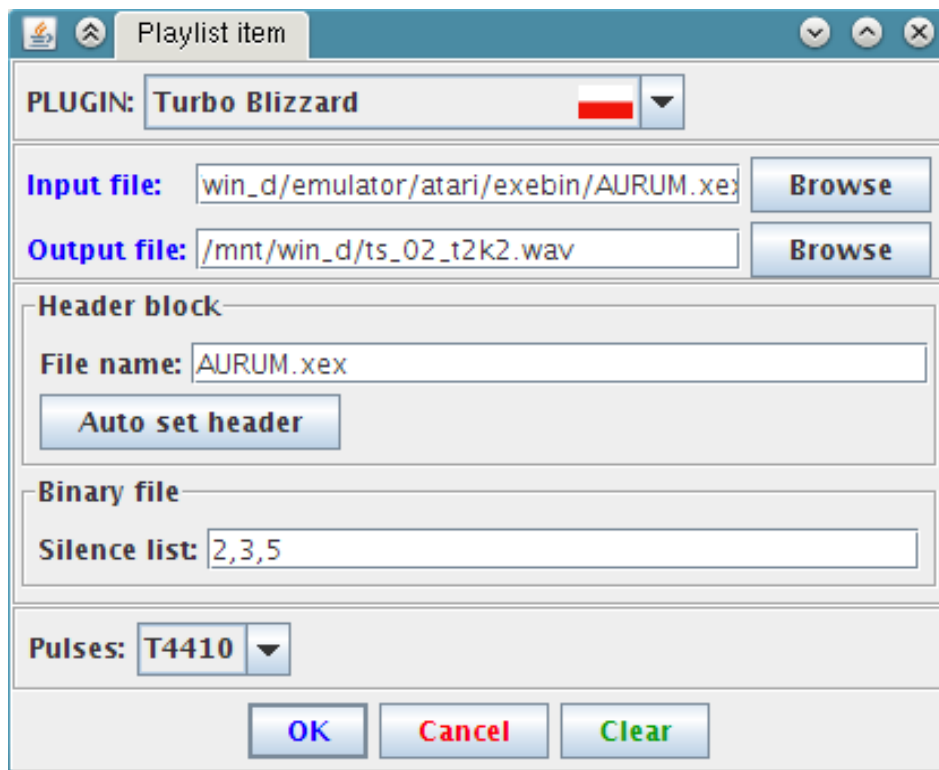 Playlist item
PLUGIN: Turbo Blizzard
Input file: win_d/emulator/atari/exebin/AURUM.xex Browse
Output file: /mnt/win_d/ts_02_t2k2.wav Browse
Header block
File name: AURUM.xex
Auto set header
Binary file
Silence list: 2,3,5
Pulses: T4410
OK Cancel Clear